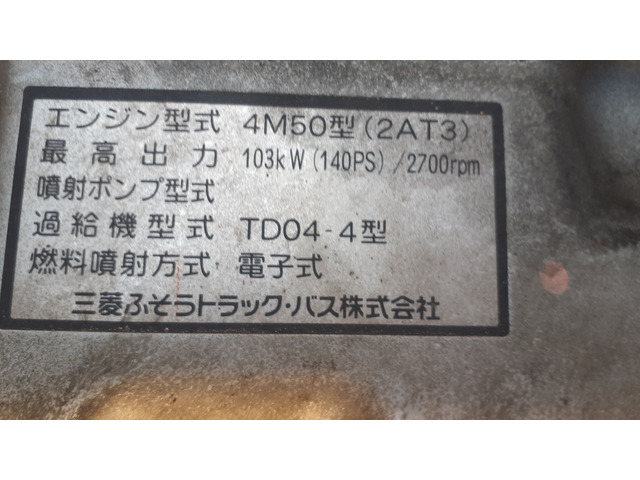 エンジン型式 4M50型(2AT3)
最高出力 103kW(140PS)/2700rpm
噴射ポンプ型式
過給機型式 TD04-4型
燃料噴射方式 電子式
三菱ふそうトラック・バス株式会社